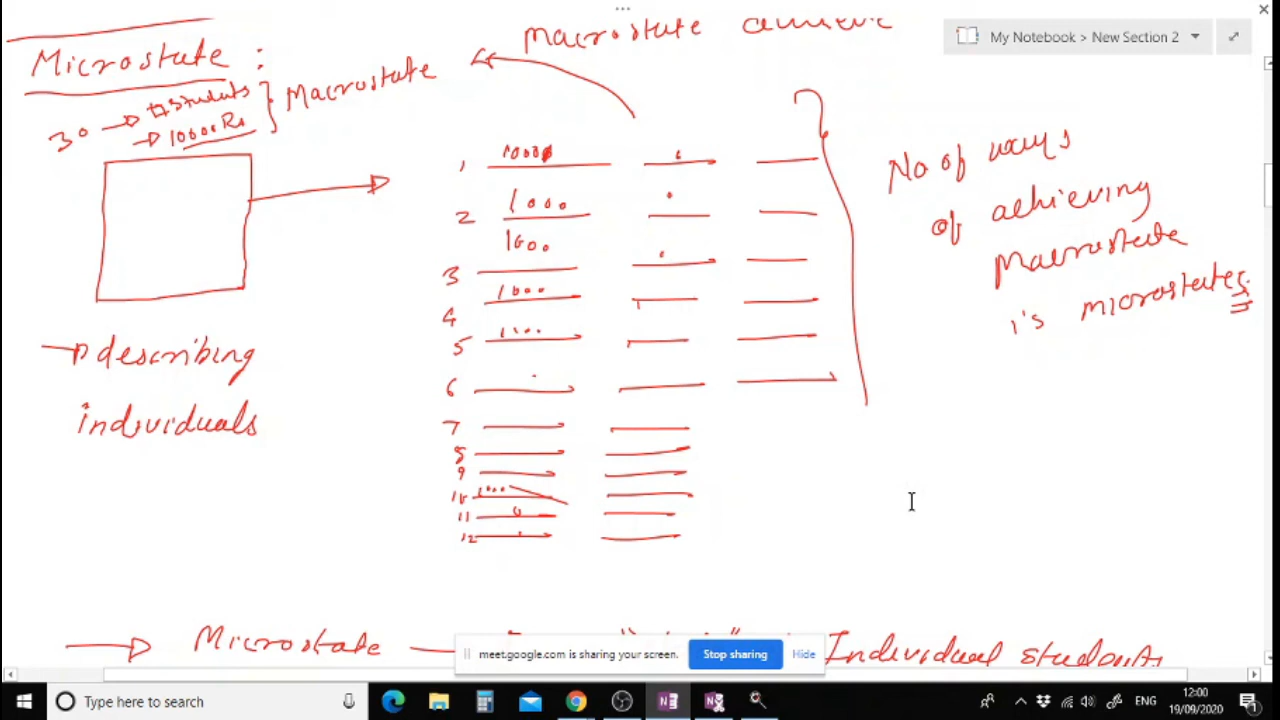 macrostate
My Notebook > New Section 2
Microstate :
30 → # Students
→ 10000 Rs
Macrostate
1
2 1000
1000
3
4 1000
5
6
7
8
9
10 1000
11
12
No of ways
of achieving
macrostate
is microstates
→ describing
individuals
→ Microstate — Individual students
meet.google.com is sharing your screen. Stop sharing Hide
Type here to search
ENG
12:00
19/09/2020
1